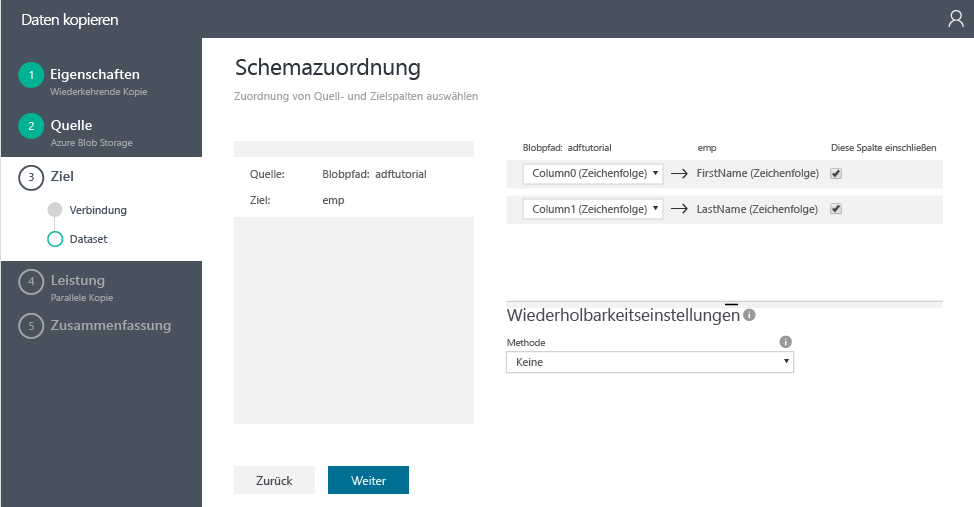 Daten kopieren
1 Eigenschaften
Wiederkehrende Kopie
2 Quelle
Azure Blob Storage
3 Ziel
Verbindung
Dataset
4 Leistung
Parallele Kopie
5 Zusammenfassung
Schemazuordnung
Zuordnung von Quell- und Zielspalten auswählen
Quelle: Blobpfad: adftutorial
Ziel: emp
Blobpfad: adftutorial emp Diese Spalte einschließen
Column0 (Zeichenfolge) FirstName (Zeichenfolge)
Column1 (Zeichenfolge) LastName (Zeichenfolge)
Wiederholbarkeitseinstellungen
Methode
Keine
Zurück Weiter